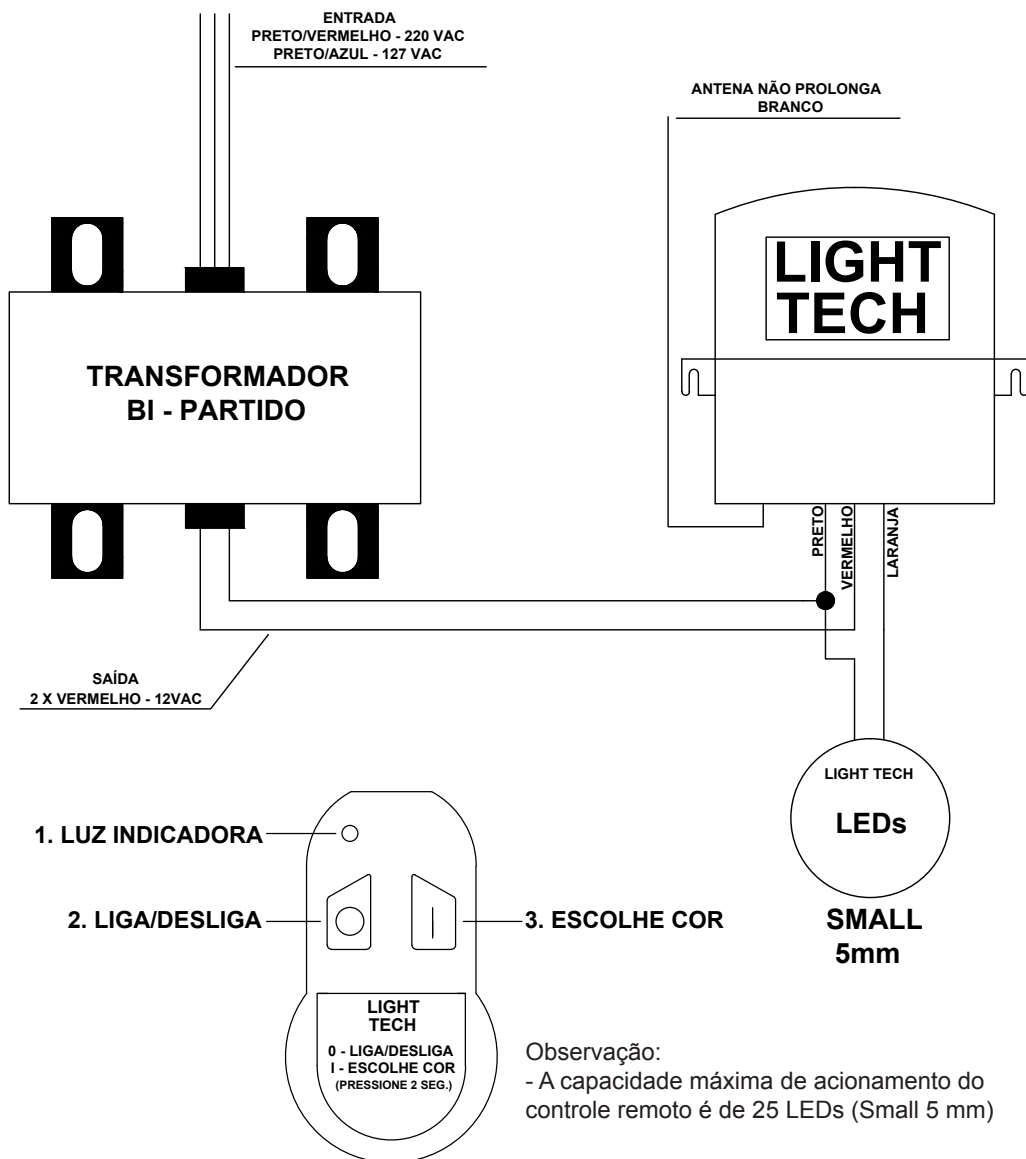 ENTRADA
PRETO/VERMELHO - 220 VAC
PRETO/AZUL - 127 VAC
ANTENA NÃO PROLONGA
BRANCO
LIGHT
TECH
TRANSFORMADOR
BI - PARTIDO
PRETO
VERMELHO
LARANJA
SAÍDA
2 X VERMELHO - 12VAC
LIGHT TECH
LEDs
SMALL
5mm
1. LUZ INDICADORA
2. LIGA/DESLIGA
3. ESCOLHE COR
LIGHT
TECH
0 - LIGA/DESLIGA
I - ESCOLHE COR
(PRESSIONE 2 SEG.)
Observação:
- A capacidade máxima de acionamento do
controle remoto é de 25 LEDs (Small 5 mm)